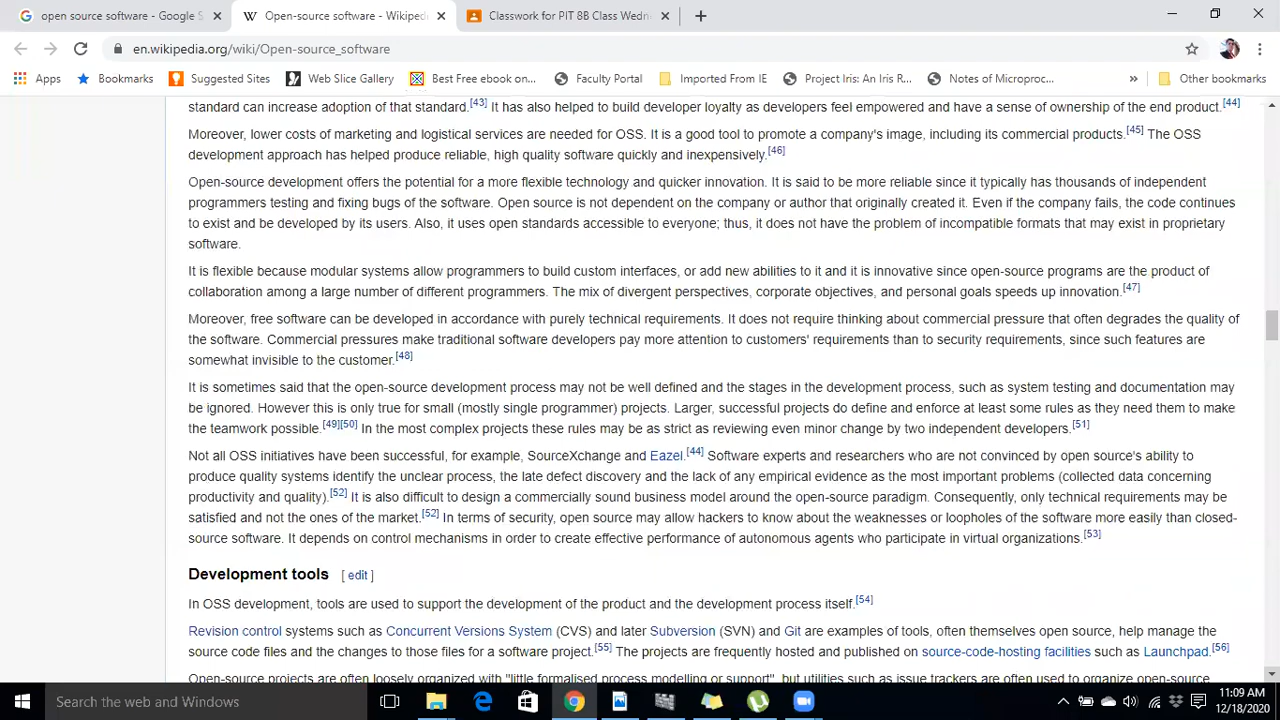 open source software - Google S
Open-source software - Wikiped
Classwork for PIT 8B Class Wedn
en.wikipedia.org/wiki/Open-source_software
Apps Bookmarks Suggested Sites Web Slice Gallery Best Free ebook on... Faculty Portal Imported From IE Project Iris: An Iris R... Notes of Microproc... » Other bookmarks
standard can increase adoption of that standard.[43] It has also helped to build developer loyalty as developers feel empowered and have a sense of ownership of the end product.[44]
Moreover, lower costs of marketing and logistical services are needed for OSS. It is a good tool to promote a company's image, including its commercial products.[45] The OSS
development approach has helped produce reliable, high quality software quickly and inexpensively.[46]
Open-source development offers the potential for a more flexible technology and quicker innovation. It is said to be more reliable since it typically has thousands of independent
programmers testing and fixing bugs of the software. Open source is not dependent on the company or author that originally created it. Even if the company fails, the code continues
to exist and be developed by its users. Also, it uses open standards accessible to everyone; thus, it does not have the problem of incompatible formats that may exist in proprietary
software.
It is flexible because modular systems allow programmers to build custom interfaces, or add new abilities to it and it is innovative since open-source programs are the product of
collaboration among a large number of different programmers. The mix of divergent perspectives, corporate objectives, and personal goals speeds up innovation.[47]
Moreover, free software can be developed in accordance with purely technical requirements. It does not require thinking about commercial pressure that often degrades the quality of
the software. Commercial pressures make traditional software developers pay more attention to customers' requirements than to security requirements, since such features are
somewhat invisible to the customer.[48]
It is sometimes said that the open-source development process may not be well defined and the stages in the development process, such as system testing and documentation may
be ignored. However this is only true for small (mostly single programmer) projects. Larger, successful projects do define and enforce at least some rules as they need them to make
the teamwork possible.[49][50] In the most complex projects these rules may be as strict as reviewing even minor change by two independent developers.[51]
Not all OSS initiatives have been successful, for example, SourceXchange and Eazel.[44] Software experts and researchers who are not convinced by open source's ability to
produce quality systems identify the unclear process, the late defect discovery and the lack of any empirical evidence as the most important problems (collected data concerning
productivity and quality).[52] It is also difficult to design a commercially sound business model around the open-source paradigm. Consequently, only technical requirements may be
satisfied and not the ones of the market.[52] In terms of security, open source may allow hackers to know about the weaknesses or loopholes of the software more easily than closed-
source software. It depends on control mechanisms in order to create effective performance of autonomous agents who participate in virtual organizations.[53]
Development tools [ edit ]
In OSS development, tools are used to support the development of the product and the development process itself.[54]
Revision control systems such as Concurrent Versions System (CVS) and later Subversion (SVN) and Git are examples of tools, often themselves open source, help manage the
source code files and the changes to those files for a software project.[55] The projects are frequently hosted and published on source-code-hosting facilities such as Launchpad.[56]
Open-source projects are often loosely organized with "little formalised process modelling or support", but utilities such as issue trackers are often used to organize open-source
Search the web and Windows
11:09 AM
12/18/2020